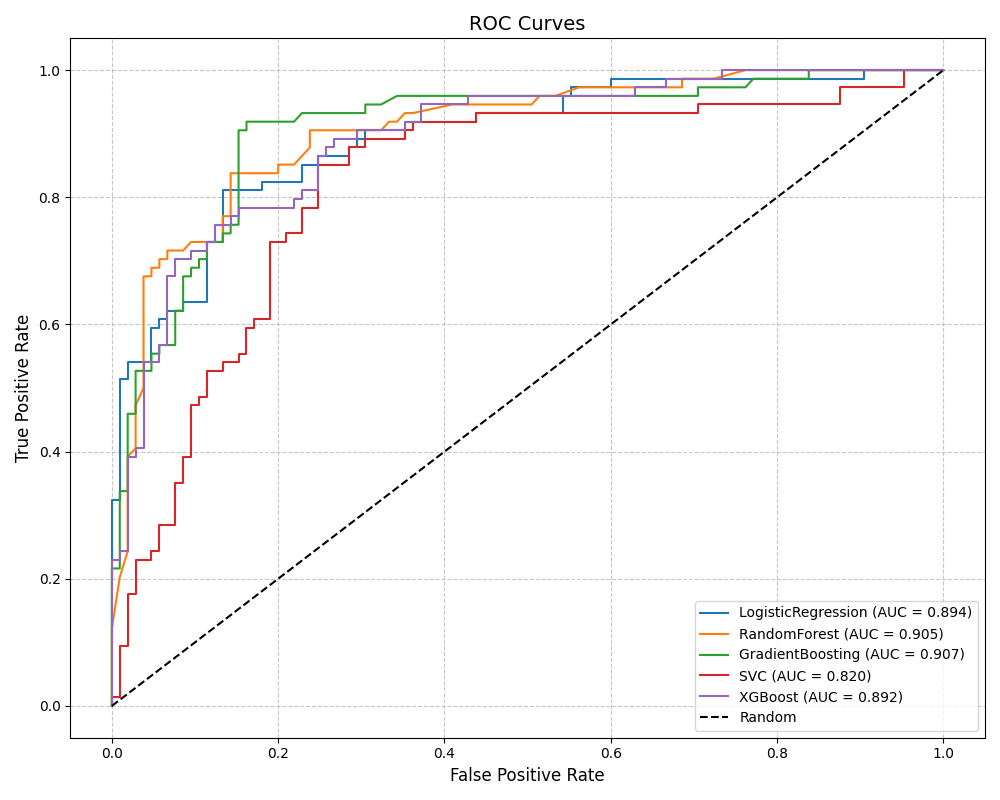 ROC Curves
True Positive Rate
1.0
0.8
0.6
0.4
0.2
0.0
0.0 0.2 0.4 0.6 0.8 1.0
False Positive Rate
LogisticRegression (AUC = 0.894)
RandomForest (AUC = 0.905)
GradientBoosting (AUC = 0.907)
SVC (AUC = 0.820)
XGBoost (AUC = 0.892)
Random